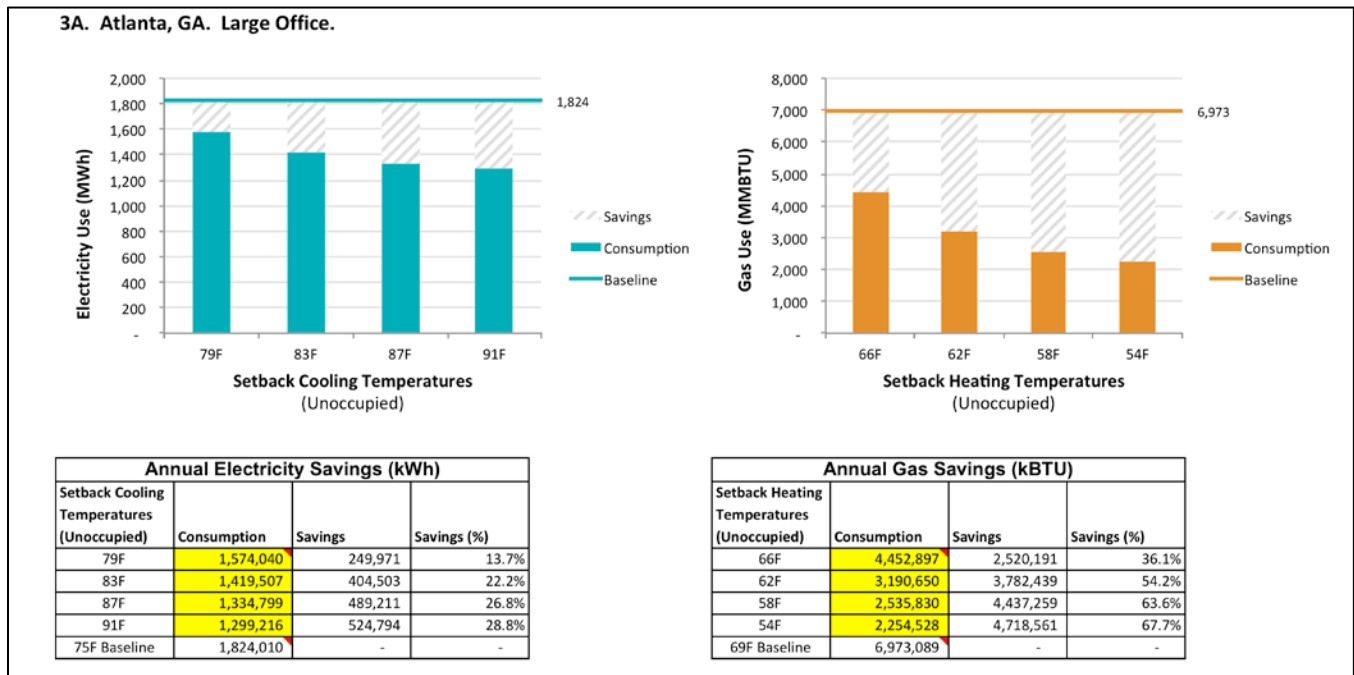 3A.  Atlanta, GA.  Large Office.
Electricity Use (MWh)
2,000
1,800
1,600
1,400
1,200
1,000
800
600
400
200
-
1,824
79F 83F 87F 91F
Setback Cooling Temperatures
(Unoccupied)
Savings
Consumption
Baseline
Gas Use (MMBTU)
8,000
7,000
6,000
5,000
4,000
3,000
2,000
1,000
-
6,973
66F 62F 58F 54F
Setback Heating Temperatures
(Unoccupied)
Savings
Consumption
Baseline
Annual Electricity Savings (kWh)
Setback Cooling
Temperatures
(Unoccupied) Consumption Savings Savings (%)
79F 1,574,040 249,971 13.7%
83F 1,419,507 404,503 22.2%
87F 1,334,799 489,211 26.8%
91F 1,299,216 524,794 28.8%
75F Baseline 1,824,010 - -
Annual Gas Savings (kBTU)
Setback Heating
Temperatures
(Unoccupied) Consumption Savings Savings (%)
66F 4,452,897 2,520,191 36.1%
62F 3,190,650 3,782,439 54.2%
58F 2,535,830 4,437,259 63.6%
54F 2,254,528 4,718,561 67.7%
69F Baseline 6,973,089 - -